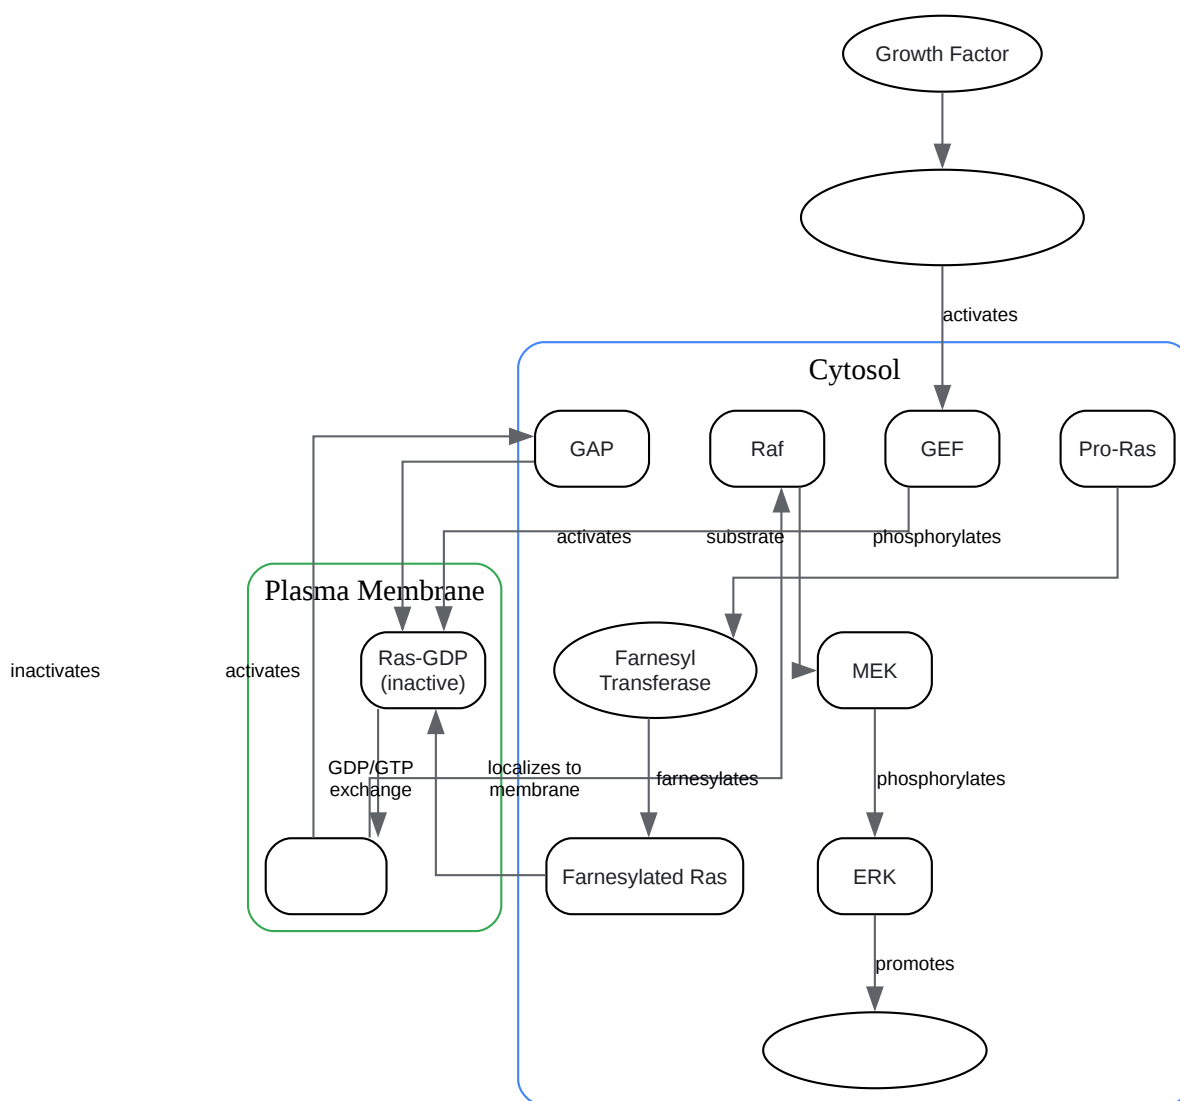 Growth Factor
activates
Cytosol
GAP
Raf
GEF
Pro-Ras
activates
substrate
phosphorylates
Plasma Membrane
Ras-GDP
(inactive)
Farnesyl
Transferase
MEK
inactivates
activates
GDP/GTP
exchange
localizes to
membrane
farnesylates
phosphorylates
Farnesylated Ras
ERK
promotes